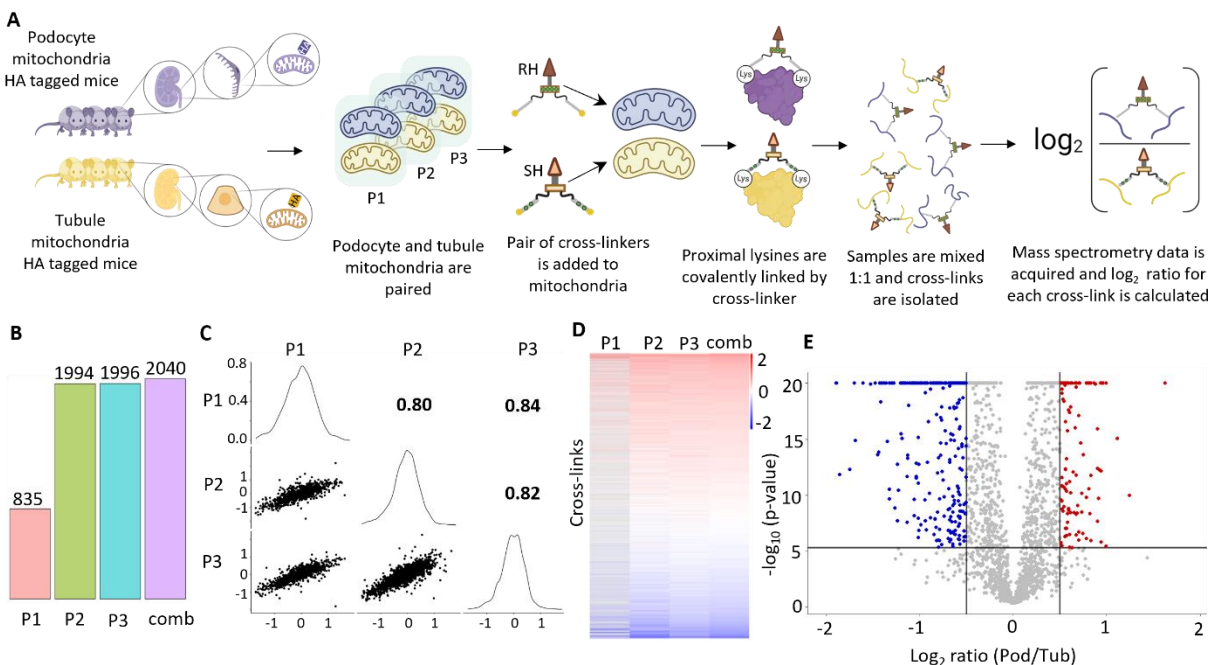 A
Podocyte
mitochondria
HA tagged mice
HA
Tubule
mitochondria
HA tagged mice
HA
P1
P2
P3
Podocyte and tubule
mitochondria are
paired
RH
SH
Pair of cross-linkers
is added to
mitochondria
Lys Lys
Lys Lys
Proximal lysines are
covalently linked by
cross-linker
Samples are mixed
1:1 and cross-links
are isolated
log2
Mass spectrometry data is
acquired and log2 ratio for
each cross-link is calculated
B
835
1994
1996
2040
P1 P2 P3 comb
C
P1 P2 P3
P1
0.8
0.4
0.0
0.80
0.84
P2
1
0
-1
0.82
P3
1
0
-1
-1 0 1
-1 0 1
-1 0 1
D
P1 P2 P3 comb
Cross-links
2
0
-2
E
20
15
10
5
0
-log10 (p-value)
-2 -1 0 1 2
Log2 ratio (Pod/Tub)